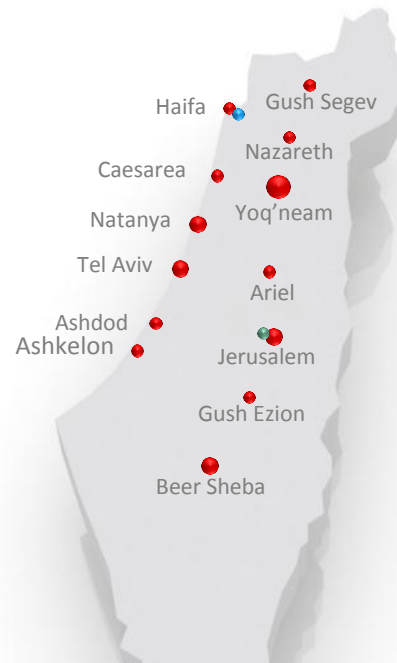 Gush Segev
Haifa
Nazareth
Caesarea
Yoq'neam
Natanya
Tel Aviv
Ariel
Ashdod
Ashkelon
Jerusalem
Gush Ezion
Beer Sheba